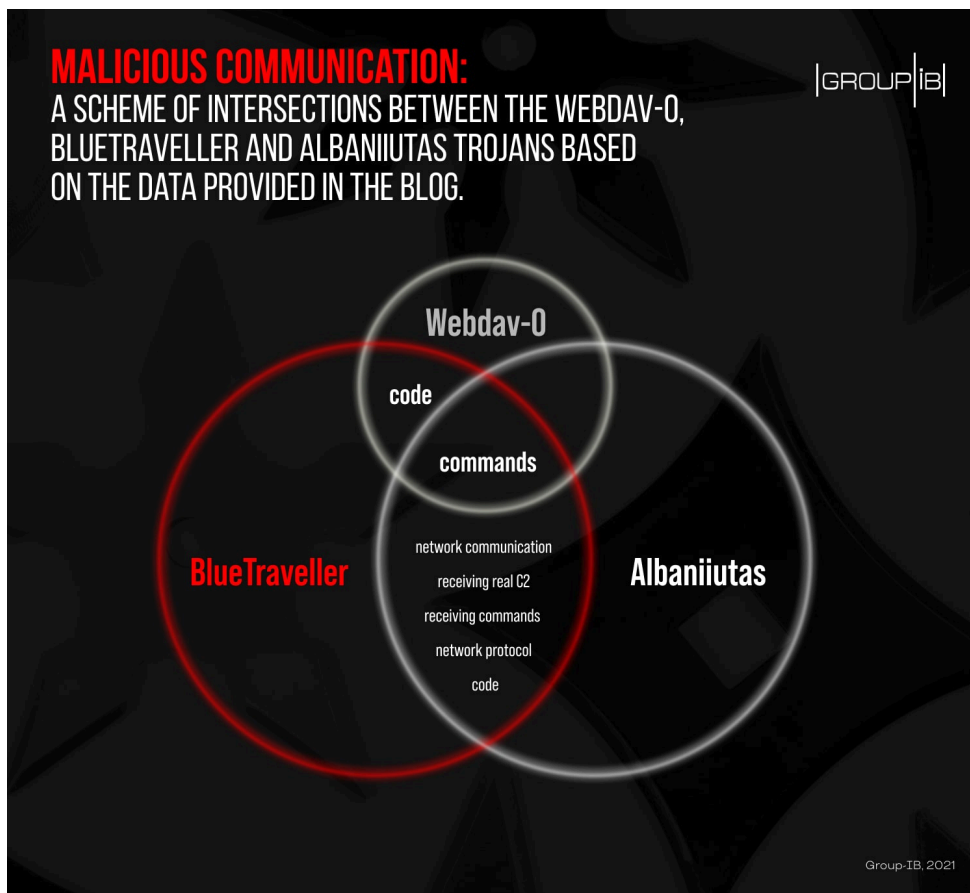 MALICIOUS COMMUNICATION:
A SCHEME OF INTERSECTIONS BETWEEN THE WEBDAV-O,
BLUETRAVELLER AND ALBANIIUTAS TROJANS BASED
ON THE DATA PROVIDED IN THE BLOG.
GROUP|iB
Webdav-O
code
commands
network communication
receiving real C2
receiving commands
network protocol
code
BlueTraveller
Albaniiutas
Group-IB, 2021